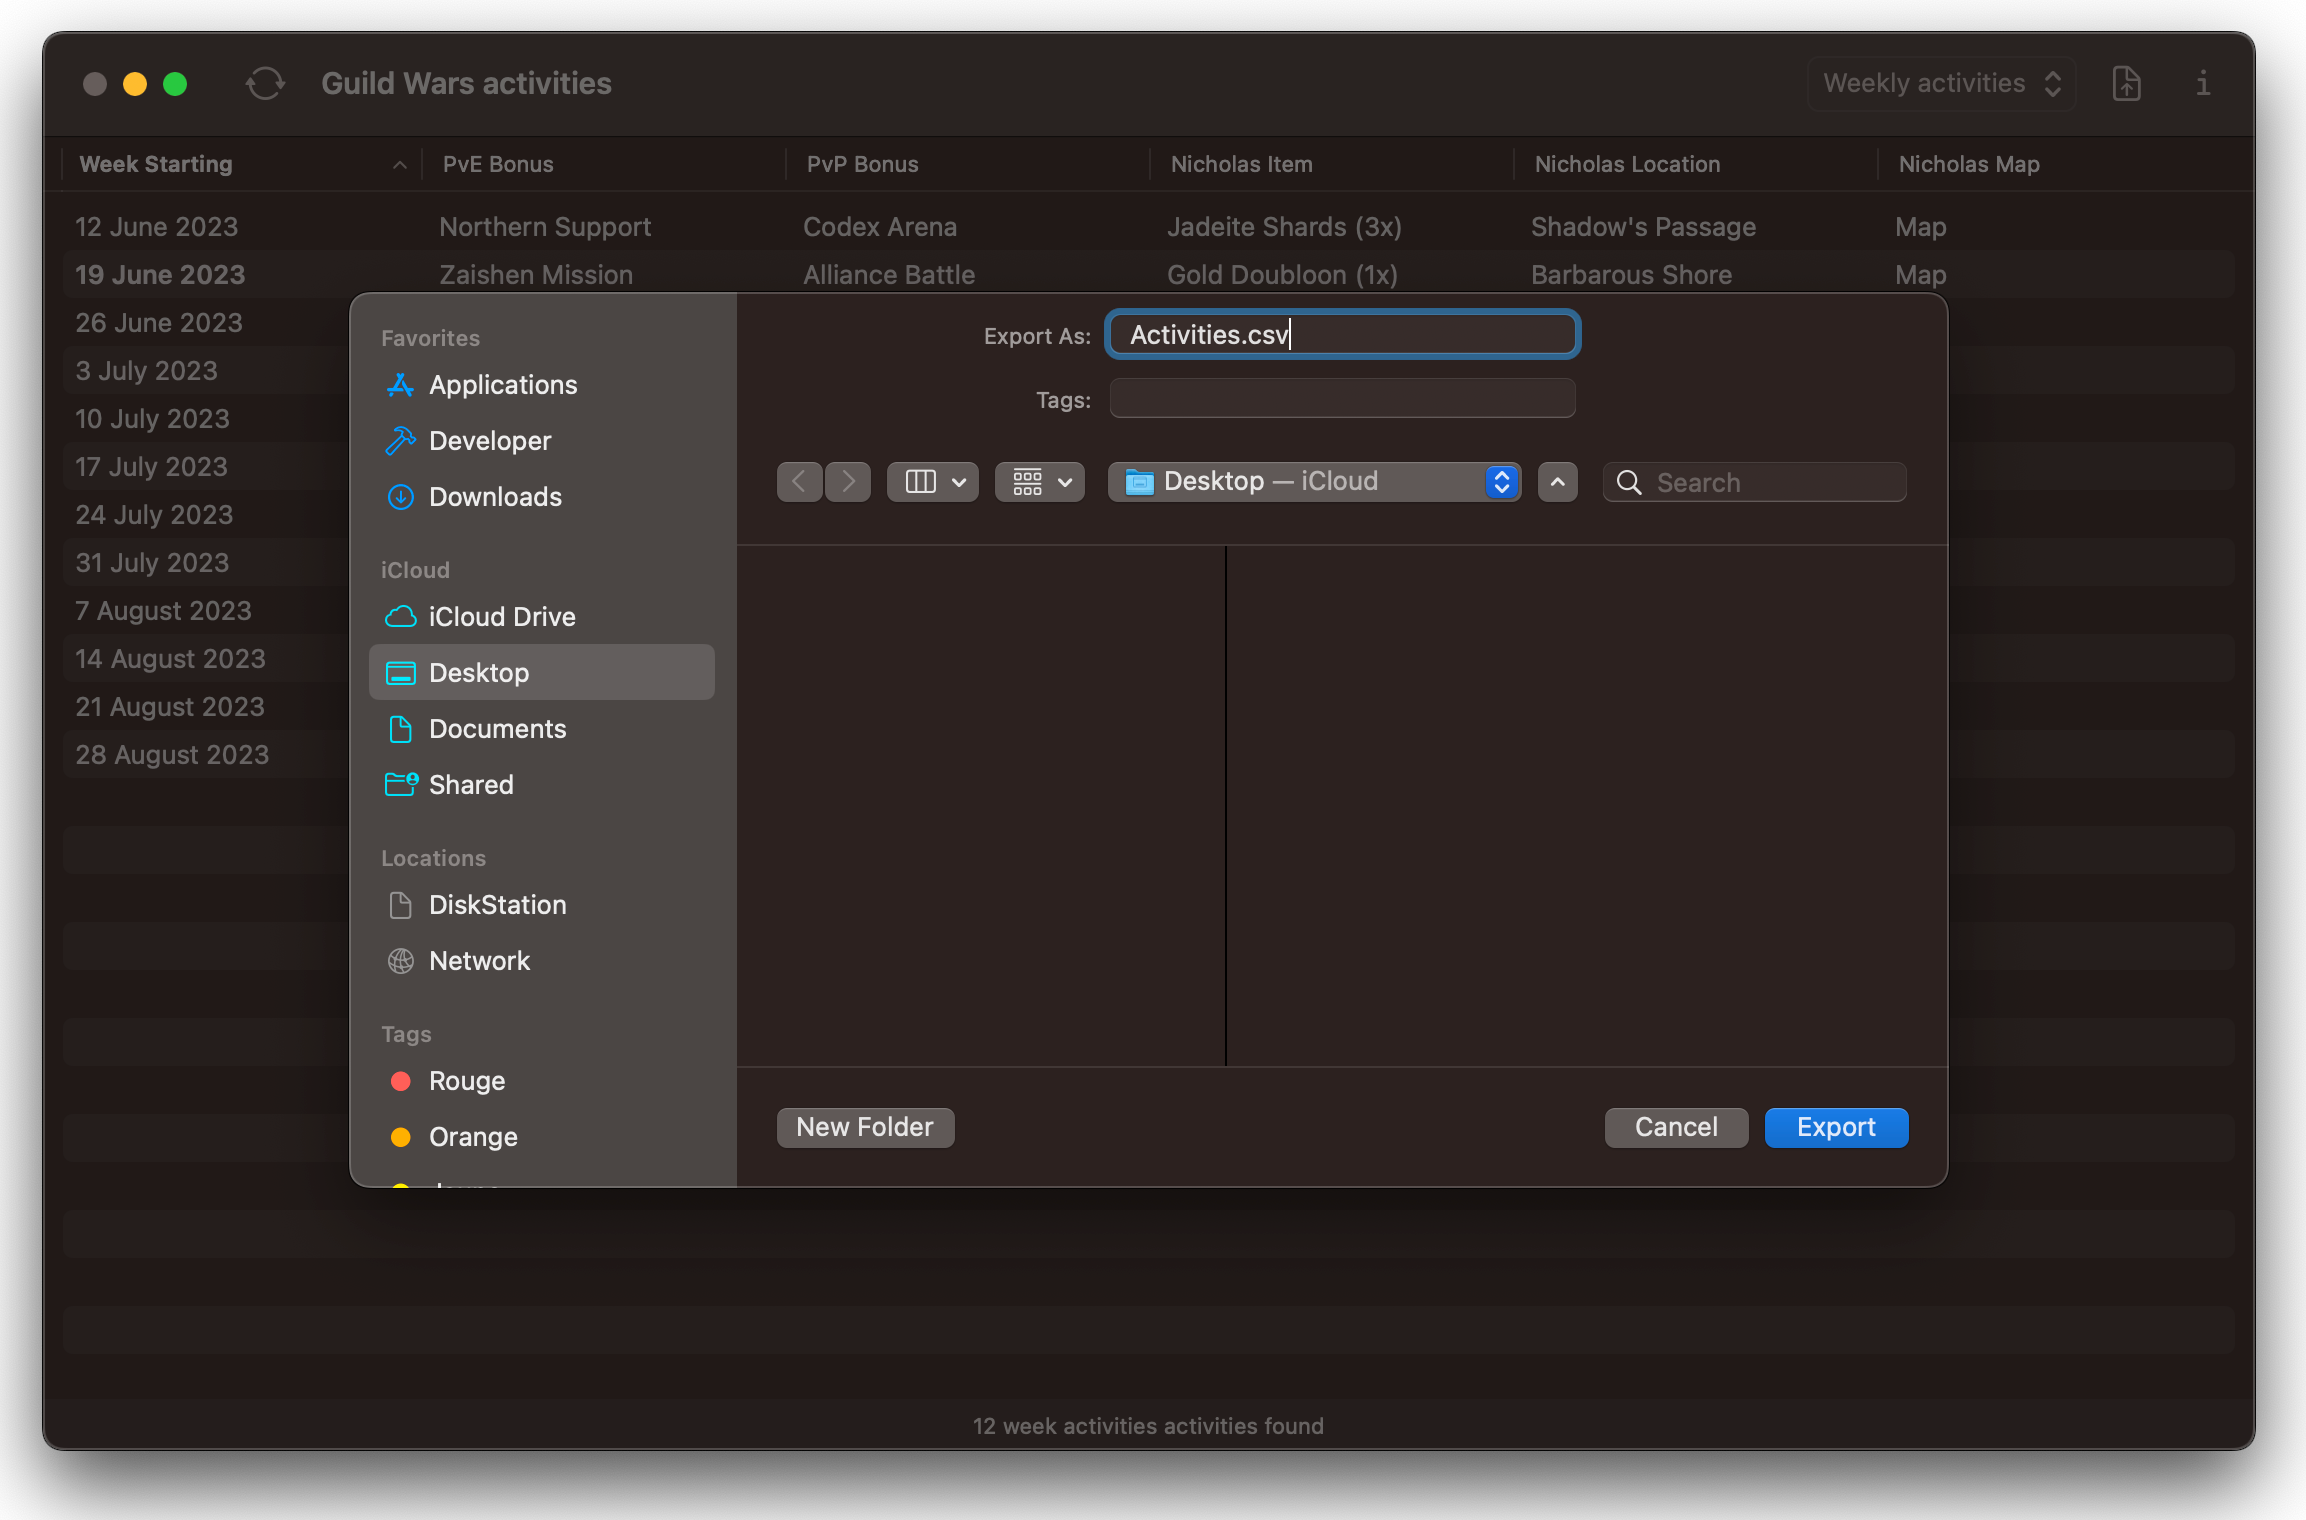 Guild Wars activities
Weekly activities
Week Starting
PvE Bonus
PvP Bonus
Nicholas Item
Nicholas Location
Nicholas Map
12 June 2023
Northern Support
Codex Arena
Jadeite Shards (3x)
Shadow's Passage
Map
19 June 2023
Zaishen Mission
Alliance Battle
Gold Doubloon (1x)
Barbarous Shore
Map
26 June 2023
3 July 2023
10 July 2023
17 July 2023
24 July 2023
31 July 2023
7 August 2023
14 August 2023
21 August 2023
28 August 2023
Favorites
Applications
Developer
Downloads
iCloud
iCloud Drive
Desktop
Documents
Shared
Locations
DiskStation
Network
Tags
Rouge
Orange
Export As:
Activities.csv
Tags:
Desktop — iCloud
Search
New Folder
Cancel
Export
12 week activities activities found